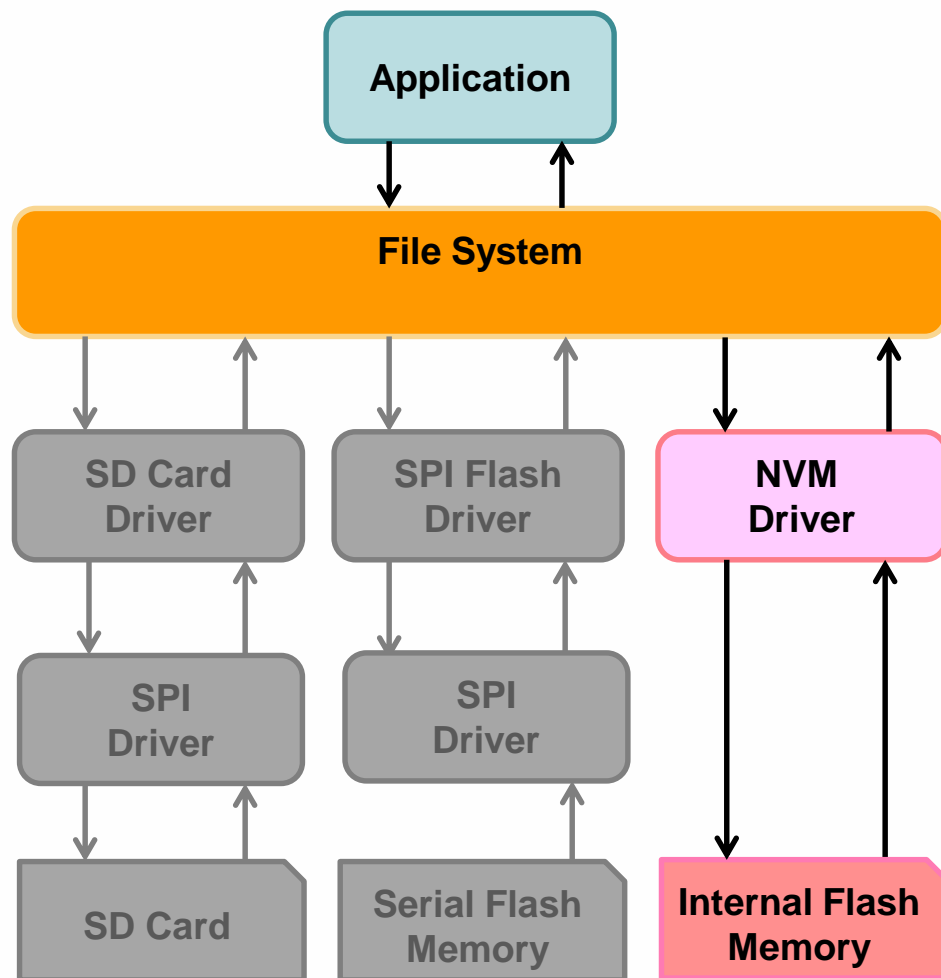 Application
File System
SD Card
Driver
SPI Flash
Driver
NVM
Driver
SPI
Driver
SPI
Driver
SD Card
Serial Flash
Memory
Internal Flash
Memory